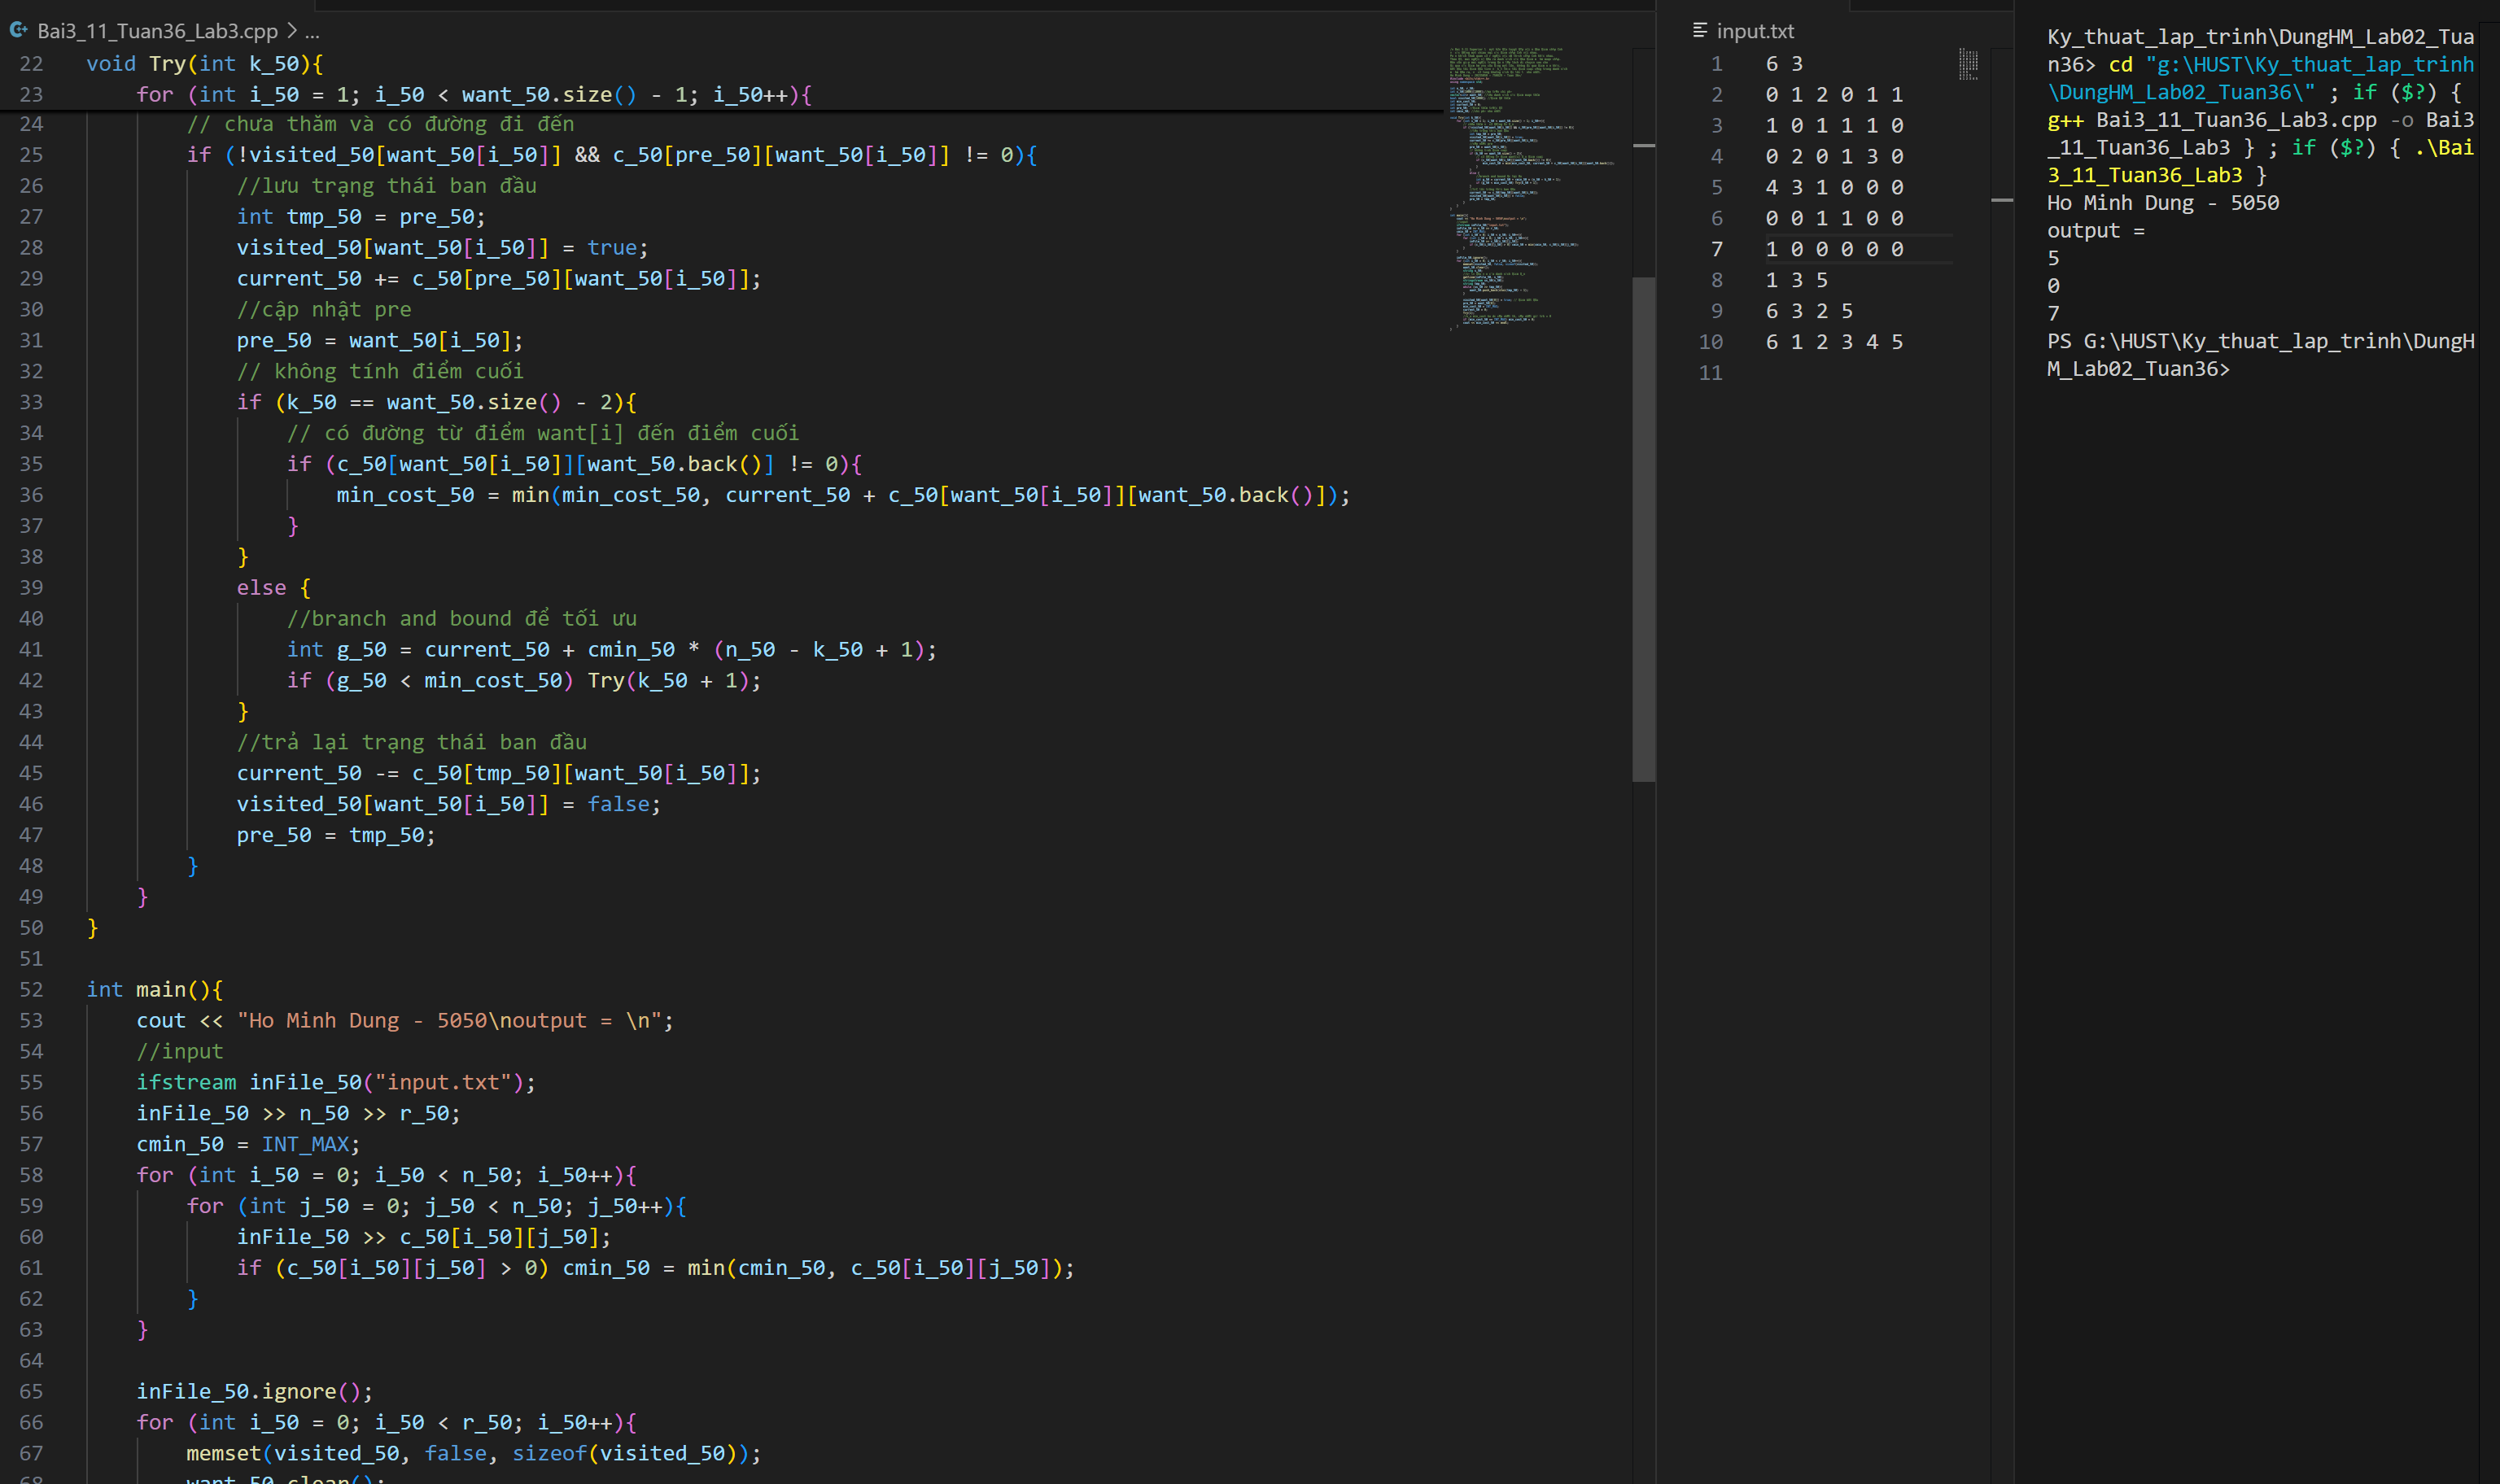 Bai3_11_Tuan36_Lab3.cpp > ...
22 void Try(int k_50){
23 for (int i_50 = 1; i_50 < want_50.size() - 1; i_50++){
24 // chưa thăm và có đường đi đến
25 if (!visited_50[want_50[i_50]] && c_50[pre_50][want_50[i_50]] != 0){
26 //lưu trạng thái ban đầu
27 int tmp_50 = pre_50;
28 visited_50[want_50[i_50]] = true;
29 current_50 += c_50[pre_50][want_50[i_50]];
30 //cập nhật pre
31 pre_50 = want_50[i_50];
32 // không tính điểm cuối
33 if (k_50 == want_50.size() - 2){
34 // có đường từ điểm want[i] đến điểm cuối
35 if (c_50[want_50[i_50]][want_50.back()] != 0){
36 min_cost_50 = min(min_cost_50, current_50 + c_50[want_50[i_50]][want_50.back()]);
37 }
38 }
39 else {
40 //branch and bound để tối ưu
41 int g_50 = current_50 + cmin_50 * (n_50 - k_50 + 1);
42 if (g_50 < min_cost_50) Try(k_50 + 1);
43 }
44 //trả lại trạng thái ban đầu
45 current_50 -= c_50[tmp_50][want_50[i_50]];
46 visited_50[want_50[i_50]] = false;
47 pre_50 = tmp_50;
48 }
49 }
50 }
51
52 int main(){
53 cout << "Ho Minh Dung - 5050\noutput = \n";
54 //input
55 ifstream inFile_50("input.txt");
56 inFile_50 >> n_50 >> r_50;
57 cmin_50 = INT_MAX;
58 for (int i_50 = 0; i_50 < n_50; i_50++){
59 for (int j_50 = 0; j_50 < n_50; j_50++){
60 inFile_50 >> c_50[i_50][j_50];
61 if (c_50[i_50][j_50] > 0) cmin_50 = min(cmin_50, c_50[i_50][j_50]);
62 }
63 }
64
65 inFile_50.ignore();
66 for (int i_50 = 0; i_50 < r_50; i_50++){
67 memset(visited_50, false, sizeof(visited_50));
68 want_50.clear();
input.txt
1 6 3
2 0 1 2 0 1 1
3 1 0 1 1 1 0
4 0 2 0 1 3 0
5 4 3 1 0 0 0
6 0 0 1 1 0 0
7 1 0 0 0 0 0
8 1 3 5
9 6 3 2 5
10 6 1 2 3 4 5
11
Ky_thuat_lap_trinh\DungHM_Lab02_Tua
n36> cd "g:\HUST\Ky_thuat_lap_trinh
\DungHM_Lab02_Tuan36\" ; if ($?) {
g++ Bai3_11_Tuan36_Lab3.cpp -o Bai3
_11_Tuan36_Lab3 } ; if ($?) { .\Bai
3_11_Tuan36_Lab3 }
Ho Minh Dung - 5050
output =
5
0
7
PS G:\HUST\Ky_thuat_lap_trinh\DungH
M_Lab02_Tuan36>